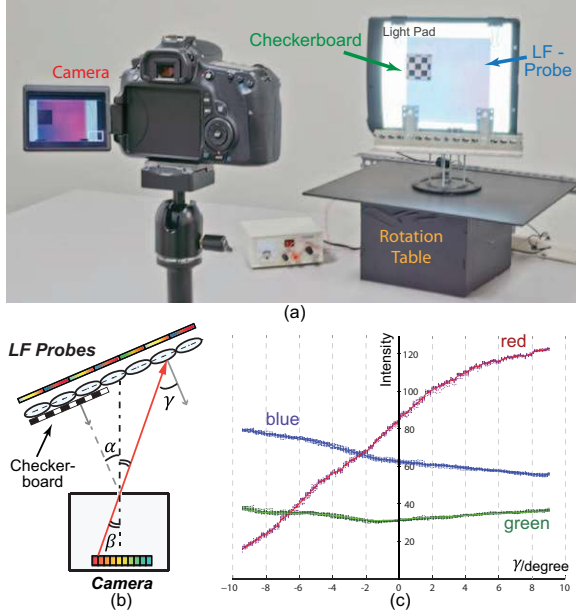 Light Pad
Checkerboard
Camera
LF -
Probe
Rotation
Table
(a)
LF Probes
γ
α
Checker-
board
β
Camera
(b)
Intensity
red
120
100
blue
80
60
40
green
20
-10 -8 -6 -4 -2 0 2 4 6 8 10
γ/degree
(c)